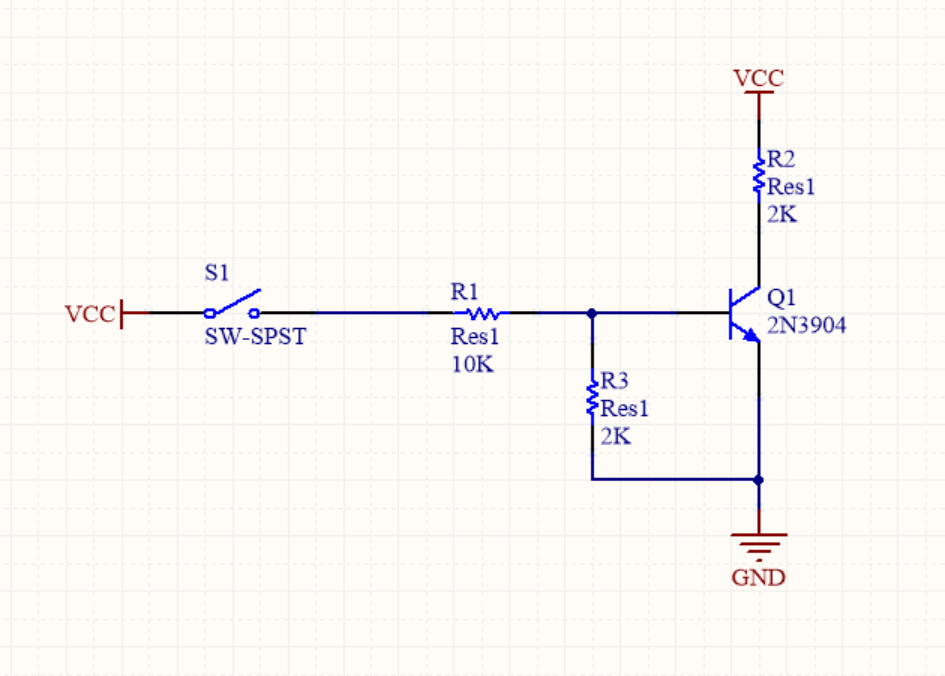 VCC
R2
Res1
2K
S1
VCC
SW-SPST
R1
Res1
10K
Q1
2N3904
R3
Res1
2K
GND